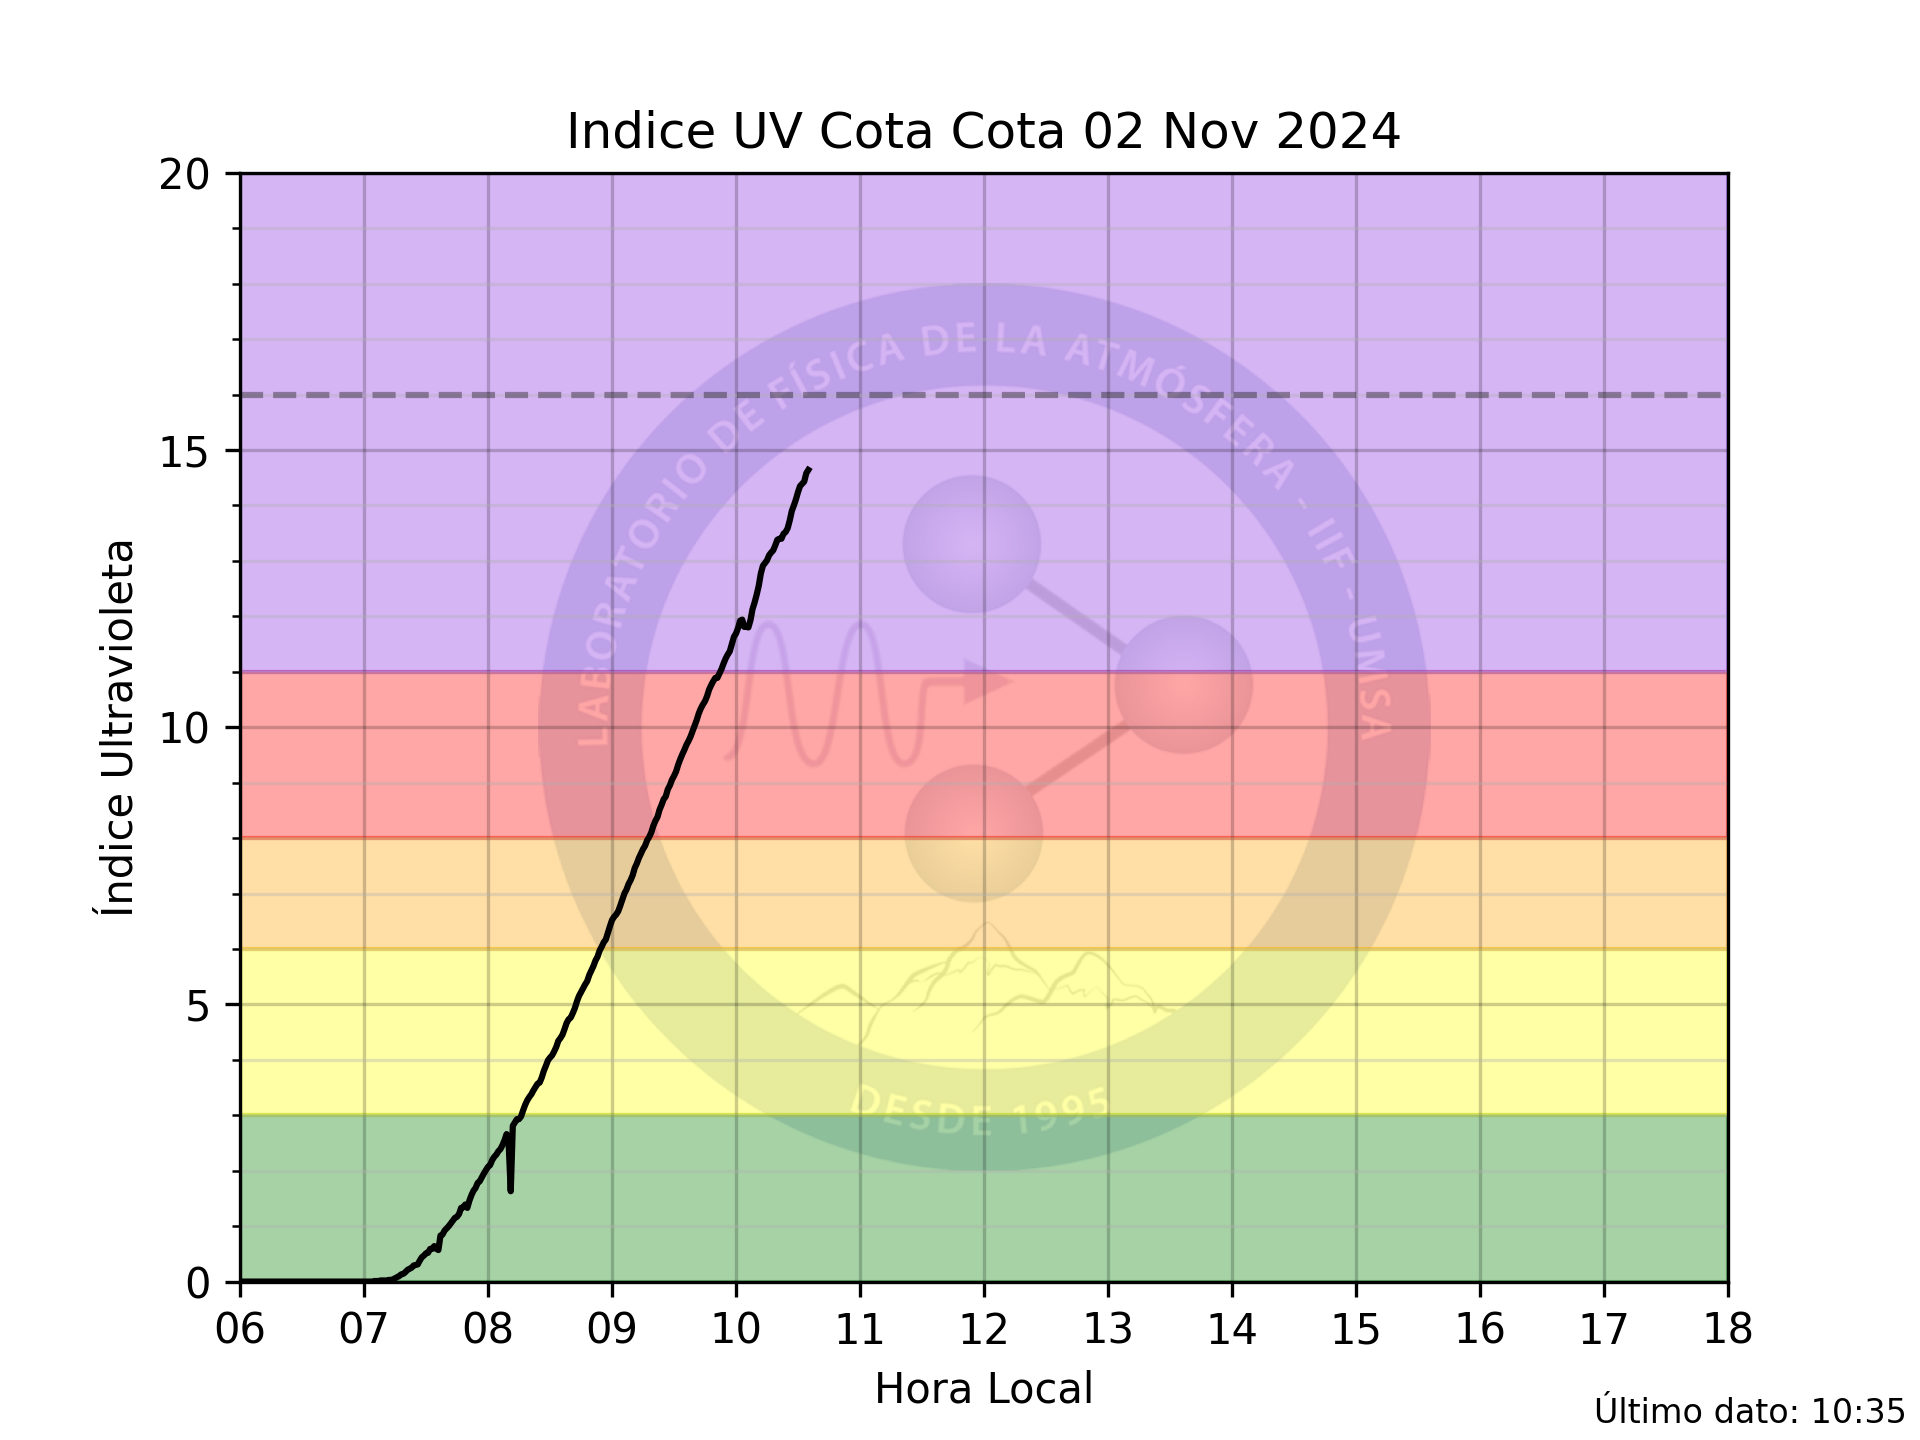 Indice UV Cota Cota 02 Nov 2024
20
15
10
5
0
Índice Ultravioleta
LABORATORIO DE FÍSICA DE LA ATMÓSFERA - IIF - UMSA
DESDE 1995
06 07 08 09 10 11 12 13 14 15 16 17 18
Hora Local
Último dato: 10:35